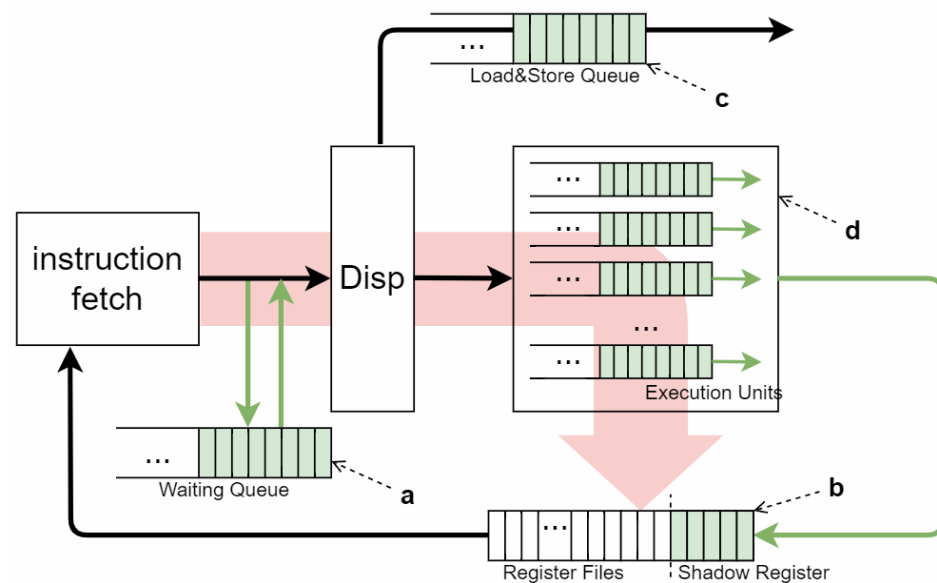 ...
Load&Store Queue
c
...
...
d
instruction
fetch
Disp
...
...
...
Execution Units
...
Waiting Queue
a
b
...
Register Files
Shadow Register